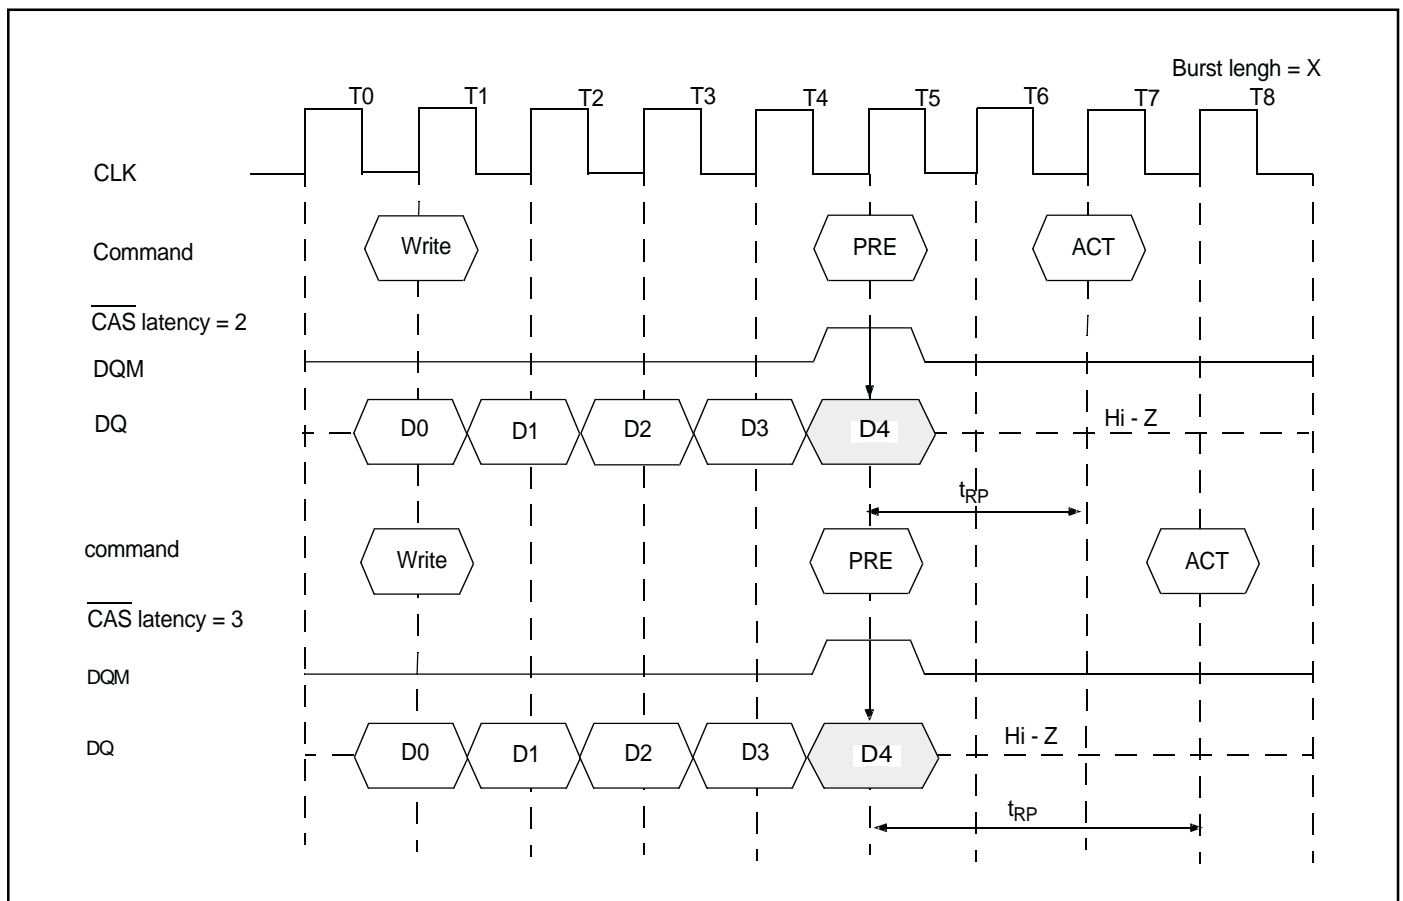 Burst lengh = X
T0 T1 T2 T3 T4 T5 T6 T7 T8
CLK
Command Write PRE ACT
CAS latency = 2
DQM
DQ D0 D1 D2 D3 D4 Hi - Z
tRP
command Write PRE ACT
CAS latency = 3
DQM
DQ D0 D1 D2 D3 D4 Hi - Z
tRP